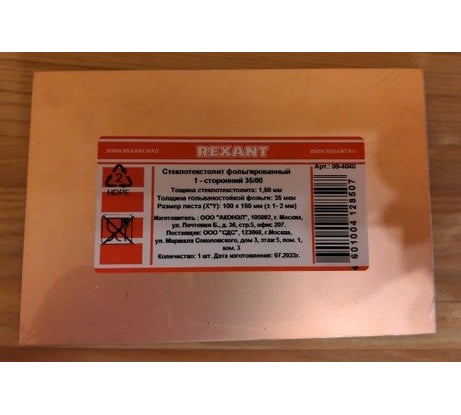 WWW.REXANT.INFO
REXANT
WWW.REXANT.RU
Стеклотекстолит фольгированный
1 - сторонний 35/00
Арт.: 09-4040
Тощина стеклотекстолита: 1,50 мм
Толщина гольваностойкой фольги: 35 мкм
Размер листа (X*Y): 100 x 150 мм (± 1- 2 мм)
2
HDPE
Изготовитель : ООО "АКОНЭЛ", 105082, г. Москва,
ул. Почтовая Б., д. 36, стр.5, офис 207.
Поставщик: ООО "СДС", 123060, г.Москва,
ул. Маршала Соколовского, дом 3, этаж 5, пом. 1,
ком. 3
Количество: 1 шт. Дата изготовления: 07.2023г.
4 601004 128507